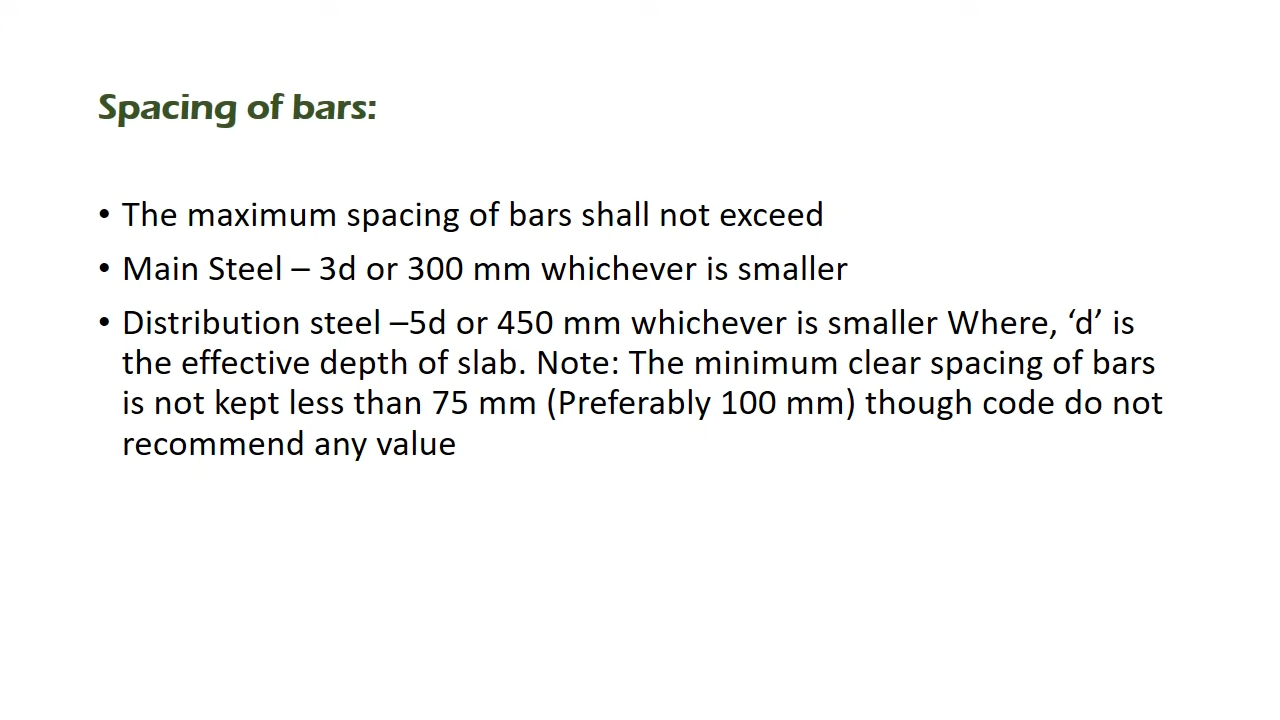 Spacing of bars:
• The maximum spacing of bars shall not exceed
• Main Steel – 3d or 300 mm whichever is smaller
• Distribution steel –5d or 450 mm whichever is smaller Where, ‘d’ is
the effective depth of slab. Note: The minimum clear spacing of bars
is not kept less than 75 mm (Preferably 100 mm) though code do not
recommend any value